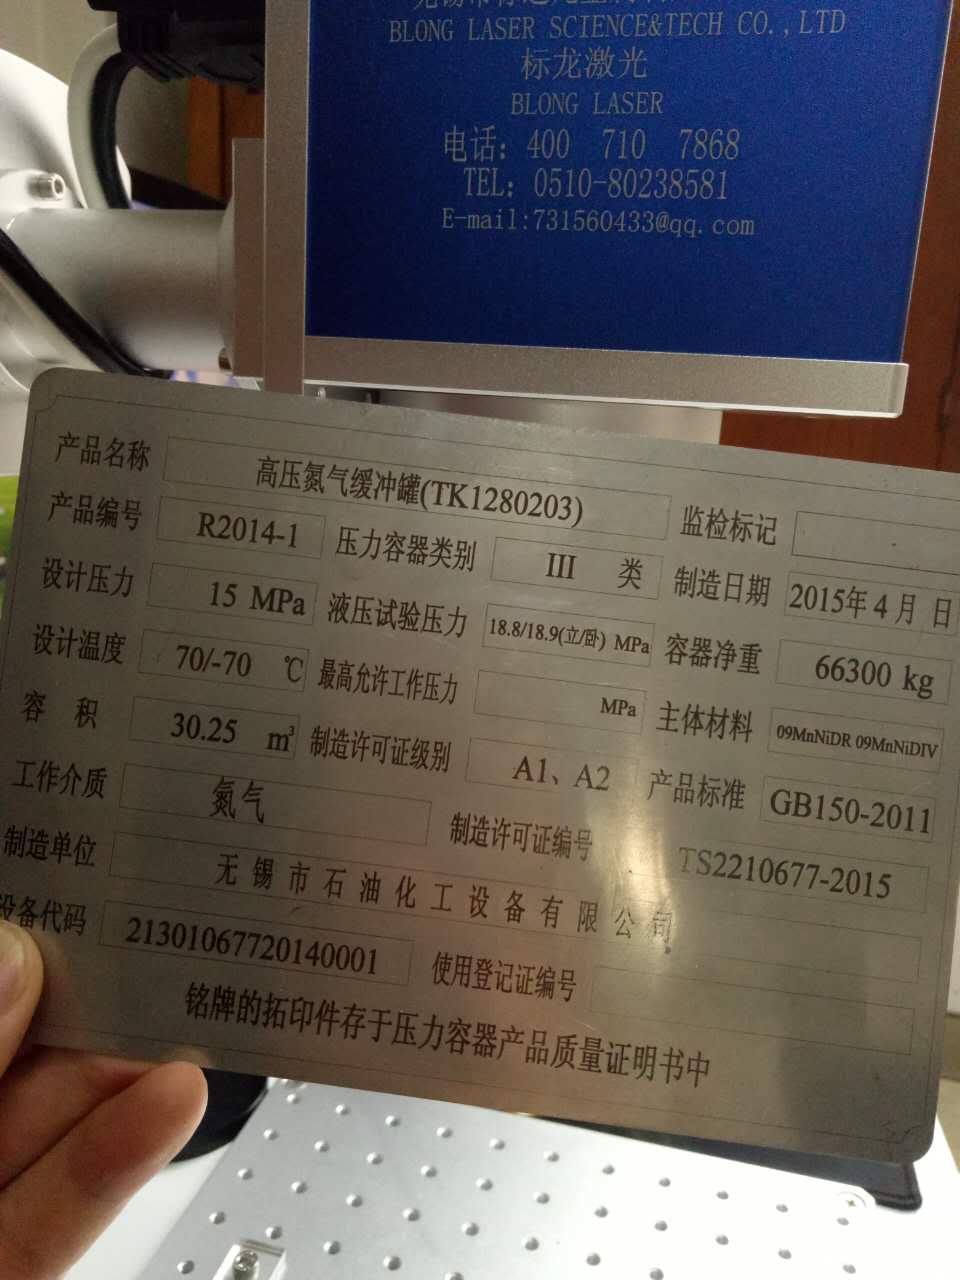 BLONG LASER SCIENCE&TECH CO.,LTD
标龙激光
BLONG LASER
电话：400 710 7868
TEL：0510-80238581
E-mail:731560433@qq.com
产品名称 高压氮气缓冲罐(TK1280203) 监检标记
产品编号 R2014-1 压力容器类别 III 类 制造日期 2015年4月 日
设计压力 15 MPa 液压试验压力 18.8/18.9(立/卧) MPa 容器净重 66300 kg
设计温度 70/-70 ℃ 最高允许工作压力 MPa 主体材料 09MnNiDR 09MnNiDIV
容 积 30.25 m³ 制造许可证级别 A1、A2 产品标准 GB150-2011
工作介质 氮气 制造许可证编号 TS2210677-2015
制造单位 无锡市石油化工设备有限公司
设备代码 21301067720140001 使用登记证编号
铭牌的拓印件存于压力容器产品质量证明书中